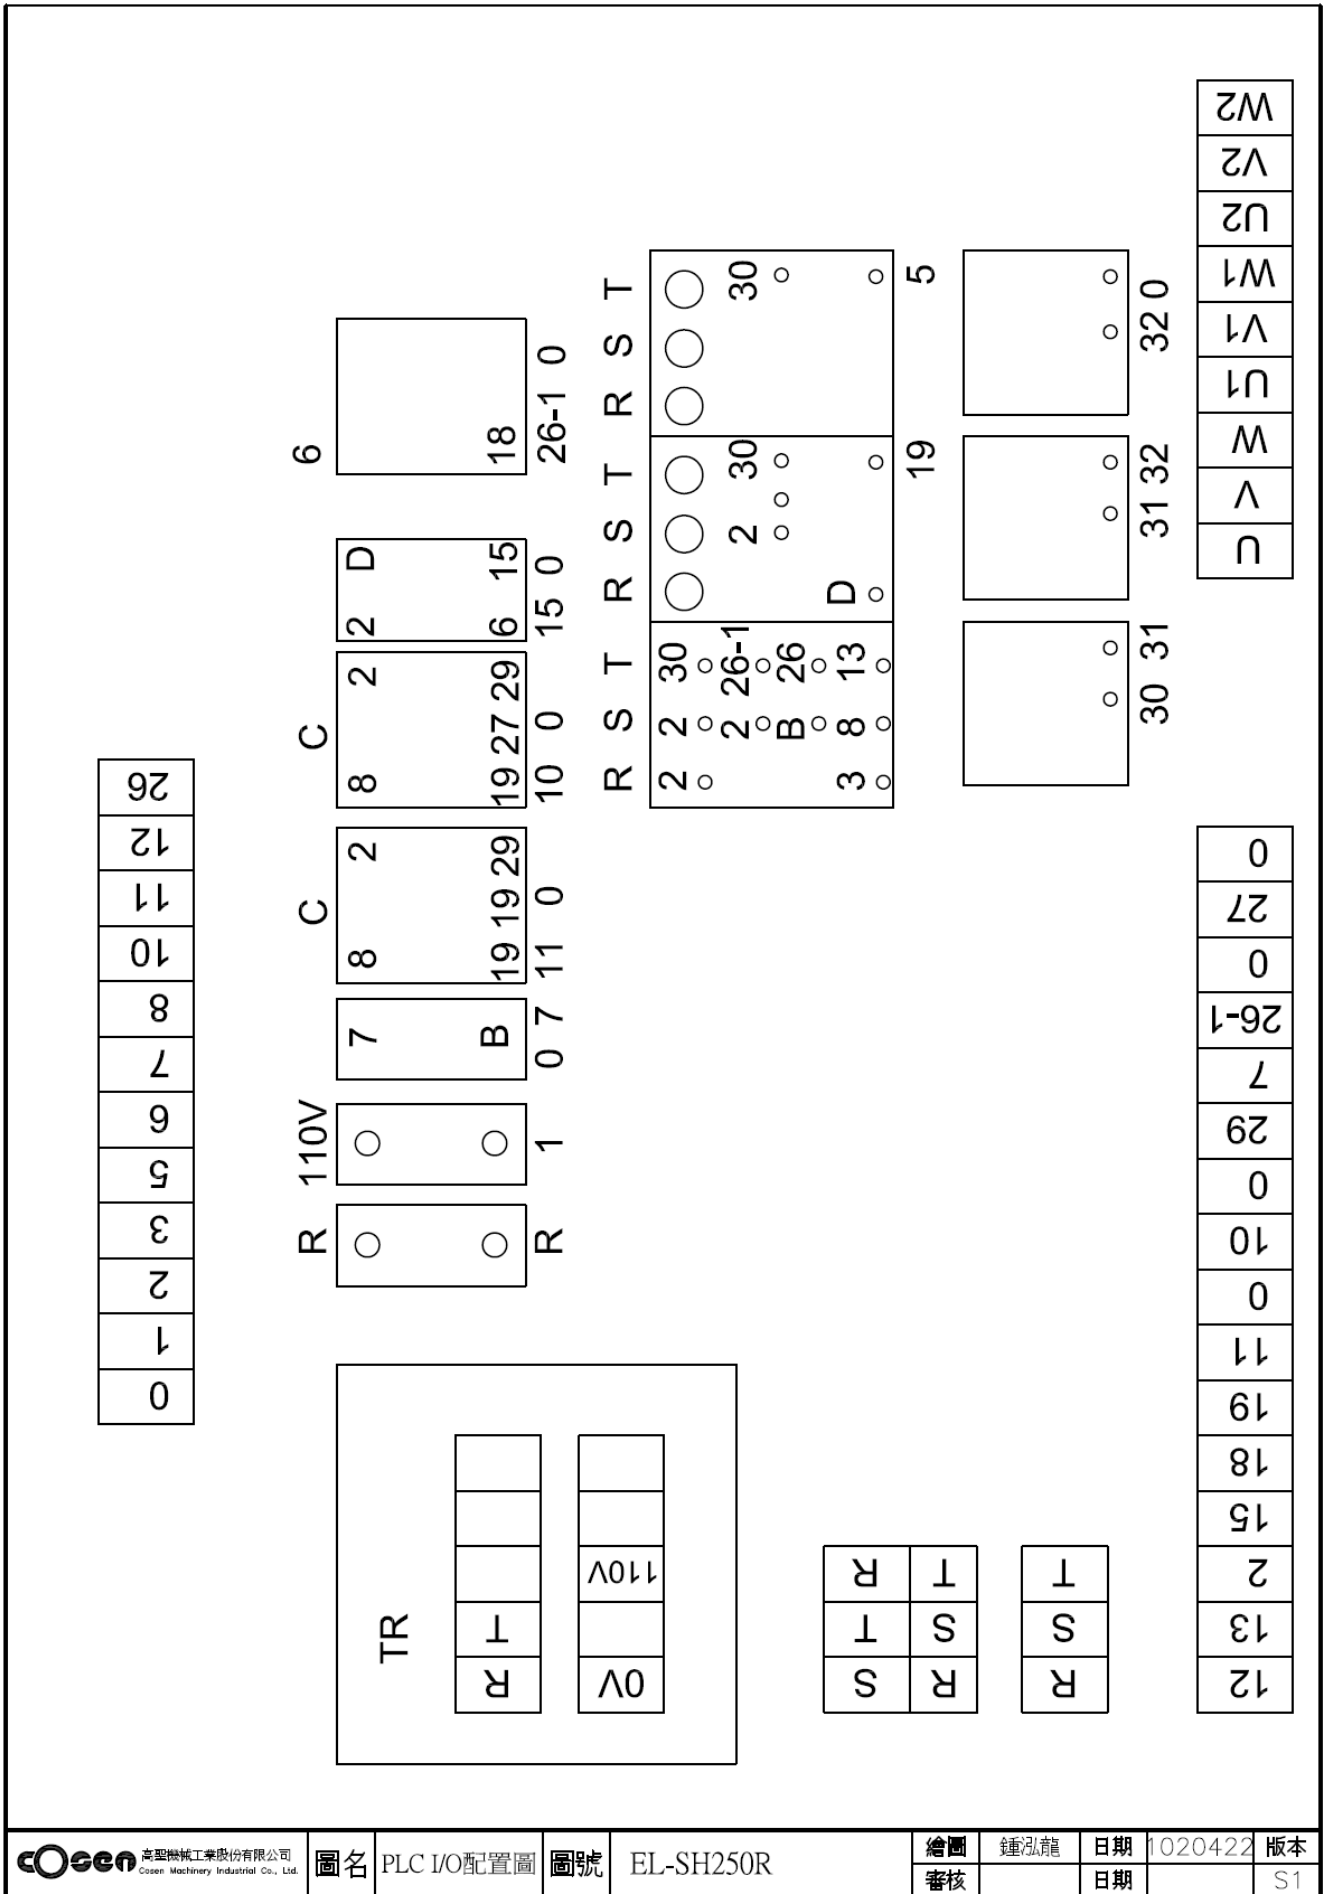 W2
V2
U2
W1
V1
U1
W
V
U
T
S
R
30
5
32 0
6
18
26-1 0
T
S
R
30
2
D
19
31 32
2 D
6 15
15 0
T
S
R
30
26-1
26
13
2
2
B
8
2
3
30 31
C
8 2
19 27 29
10 0
C
8 2
19 19 29
11 0
7 B
0 7
110V
1
R
R
26
12
11
10
8
7
6
5
3
2
1
0
0
27
0
26-1
7
29
0
10
0
11
19
18
15
2
13
12
TR
T
R
110V
0V
R T
T S
S R
T
S
R
COSEN 高聖機械工業股份有限公司
Cosen Machinery Industrial Co., Ltd.
圖名 PLC I/O配置圖 圖號 EL-SH250R
繪圖 鍾泓龍 日期 1020422 版本
審核 日期 S1